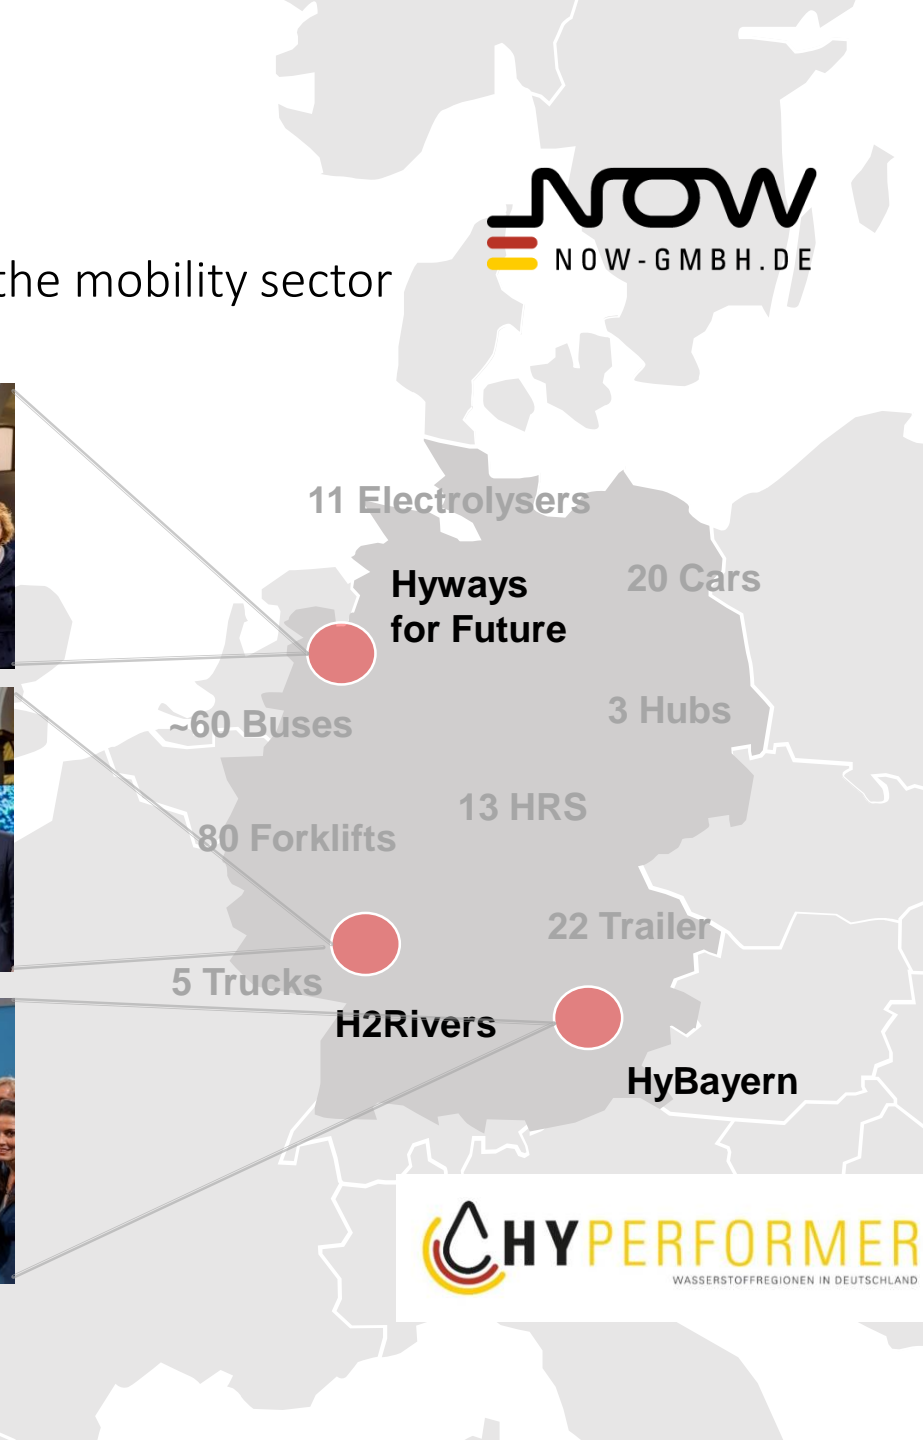 NOW
NOW-GMBH.DE
the mobility sector
11 Electrolysers
Hyways
for Future
20 Cars
~60 Buses
3 Hubs
13 HRS
80 Forklifts
22 Trailer
5 Trucks
H2Rivers
HyBayern
HYPERFORMER
WASSERSTOFFREGIONEN IN DEUTSCHLAND